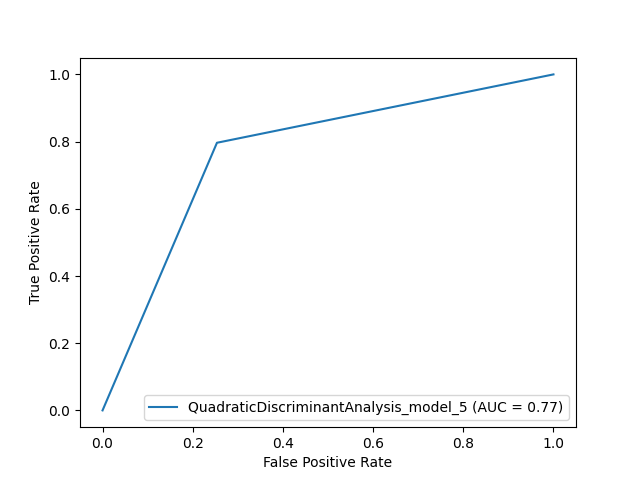 1.0
0.8
0.6
0.4
0.2
0.0
True Positive Rate
QuadraticDiscriminantAnalysis_model_5 (AUC = 0.77)
0.0 0.2 0.4 0.6 0.8 1.0
False Positive Rate